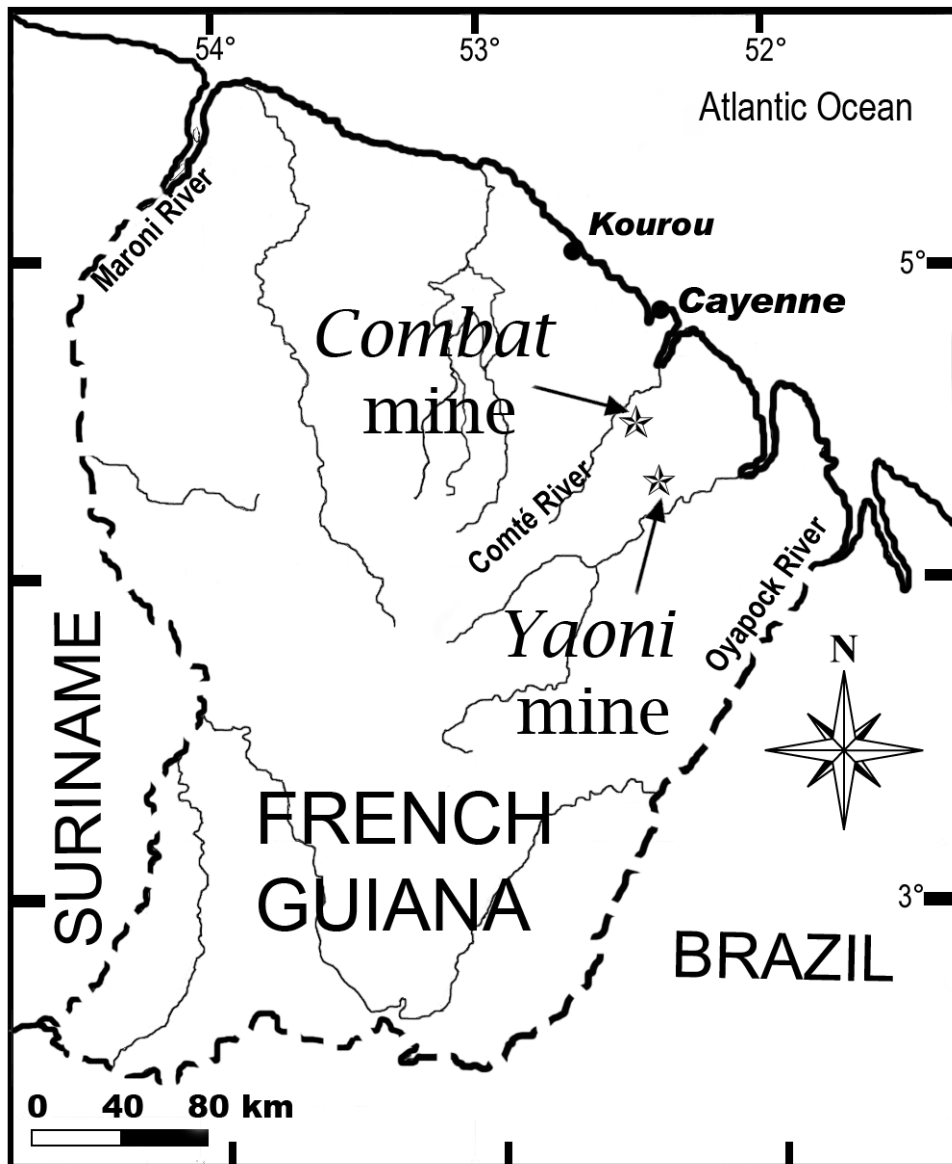 54°
53°
52°
Atlantic Ocean
Maroni River
Kourou
5°
Cayenne
Combat
mine
Comté River
Oyapock River
Yaoni
mine
N
SURINAME
FRENCH
GUIANA
3°
BRAZIL
0 40 80 km